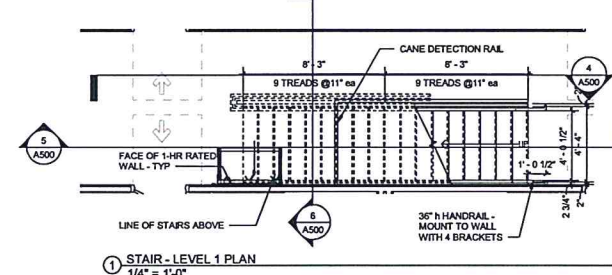 CANE DETECTION RAIL
8' - 3"
8' - 3"
9 TREADS @11" ea
9 TREADS @11" ea
4
A500
5
A500
FACE OF 1-HR RATED
WALL - TYP
UP
1' - 0 1/2"
4' - 0 1/2"
4' - 4"
2"
2 3/4"
2"
LINE OF STAIRS ABOVE
6
A500
36" h HANDRAIL -
MOUNT TO WALL
WITH 4 BRACKETS
1
STAIR - LEVEL 1 PLAN
1/4" = 1'-0"